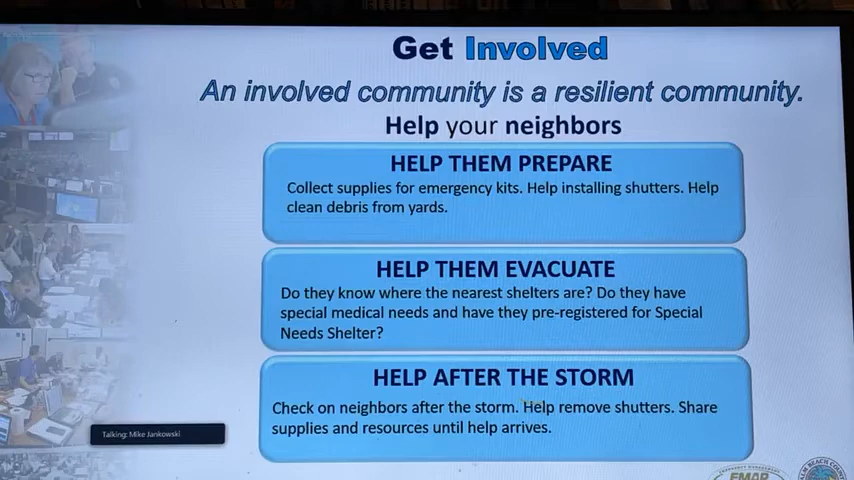 Get Involved
An involved community is a resilient community.
Help your neighbors
HELP THEM PREPARE
Collect supplies for emergency kits. Help installing shutters. Help
clean debris from yards.
HELP THEM EVACUATE
Do they know where the nearest shelters are? Do they have
special medical needs and have they pre-registered for Special
Needs Shelter?
HELP AFTER THE STORM
Check on neighbors after the storm. Help remove shutters. Share
supplies and resources until help arrives.
Talking: Mike Jankowski
EMAP